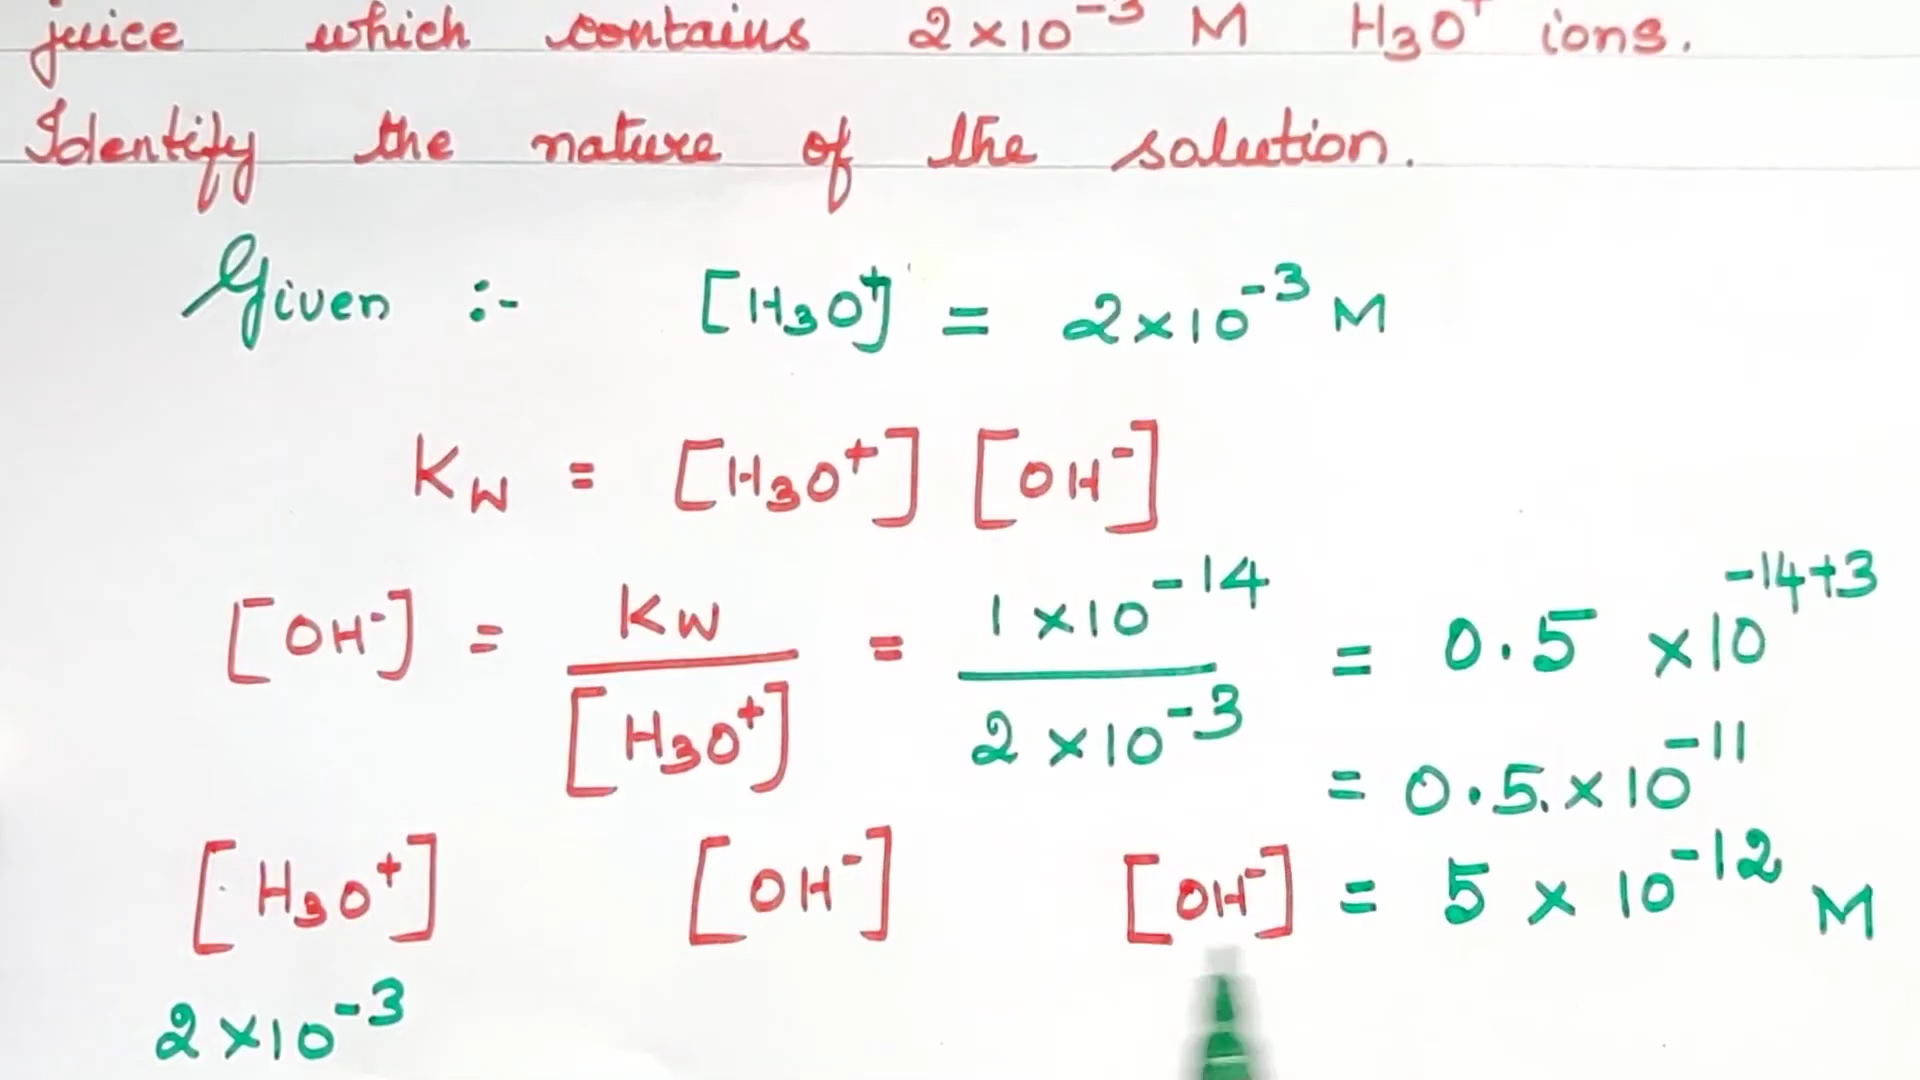 juice which contains 2×10⁻³ M H₃O⁺ ions.
Identify the nature of the solution.
Given :- [H₃O⁺] = 2×10⁻³ M
Kw = [H₃O⁺] [OH⁻]
[OH⁻] = Kw / [H₃O⁺] = 1×10⁻¹⁴ / 2×10⁻³ = 0.5 ×10⁻¹⁴⁺³
= 0.5.×10⁻¹¹
[H₃O⁺] [OH⁻] [OH⁻] = 5 × 10⁻¹² M
2×10⁻³